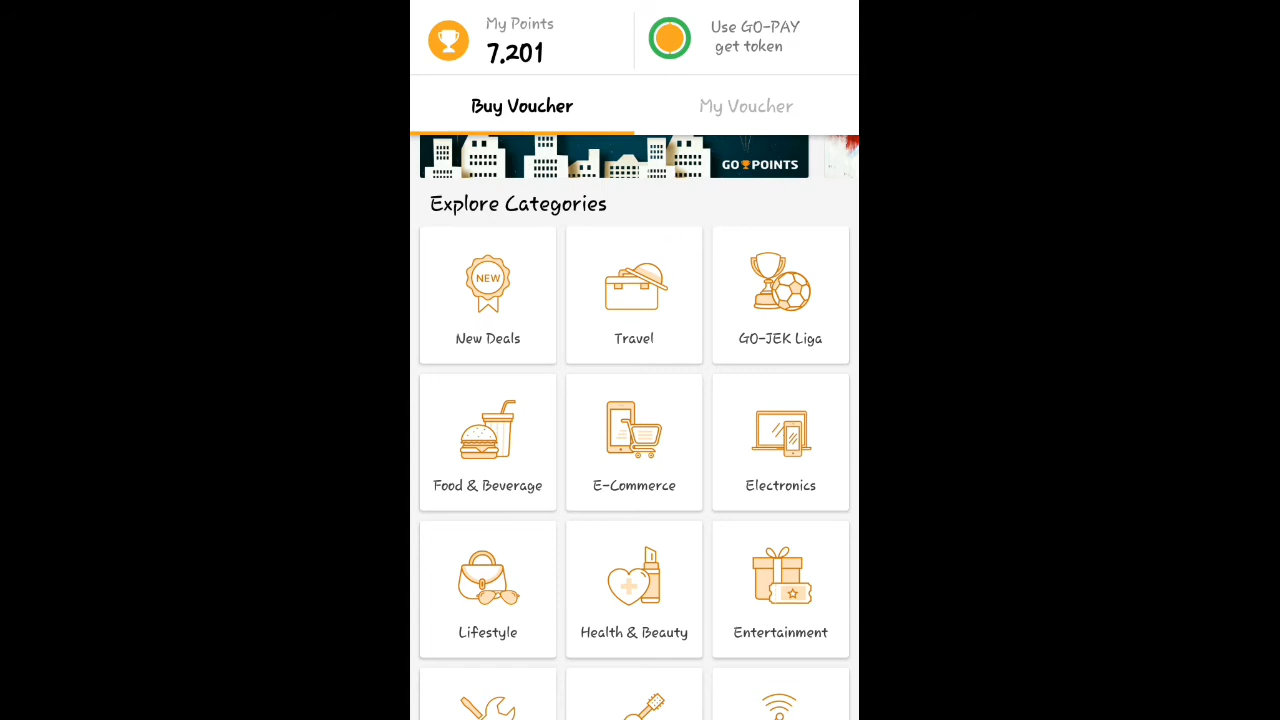 My Points
7.201
Use GO-PAY
get token
Buy Voucher
My Voucher
GO POINTS
Explore Categories
NEW
New Deals
Travel
GO-JEK Liga
Food & Beverage
E-Commerce
Electronics
Lifestyle
Health & Beauty
Entertainment